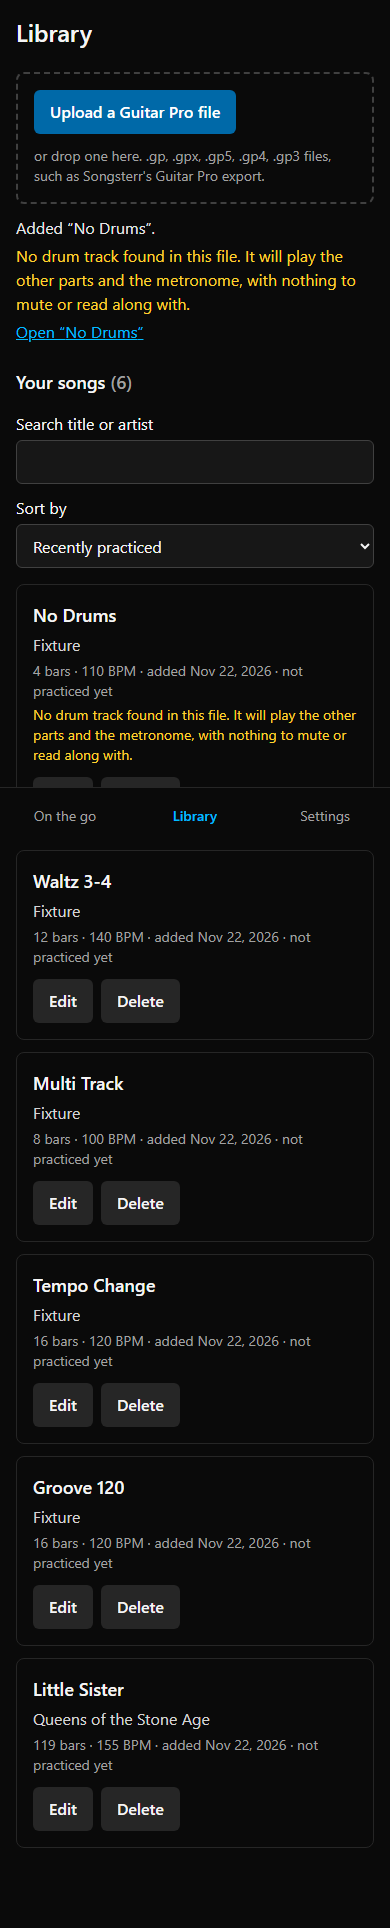 Library
Upload a Guitar Pro file
or drop one here. .gp, .gpx, .gp5, .gp4, .gp3 files,
such as Songsterr's Guitar Pro export.
Added “No Drums”.
No drum track found in this file. It will play the
other parts and the metronome, with nothing to
mute or read along with.
Open “No Drums”
Your songs (6)
Search title or artist
Sort by
Recently practiced
No Drums
Fixture
4 bars · 110 BPM · added Nov 22, 2026 · not
practiced yet
No drum track found in this file. It will play the other
parts and the metronome, with nothing to mute or
read along with.
On the go
Library
Settings
Waltz 3-4
Fixture
12 bars · 140 BPM · added Nov 22, 2026 · not
practiced yet
Edit
Delete
Multi Track
Fixture
8 bars · 100 BPM · added Nov 22, 2026 · not
practiced yet
Edit
Delete
Tempo Change
Fixture
16 bars · 120 BPM · added Nov 22, 2026 · not
practiced yet
Edit
Delete
Groove 120
Fixture
16 bars · 120 BPM · added Nov 22, 2026 · not
practiced yet
Edit
Delete
Little Sister
Queens of the Stone Age
119 bars · 155 BPM · added Nov 22, 2026 · not
practiced yet
Edit
Delete